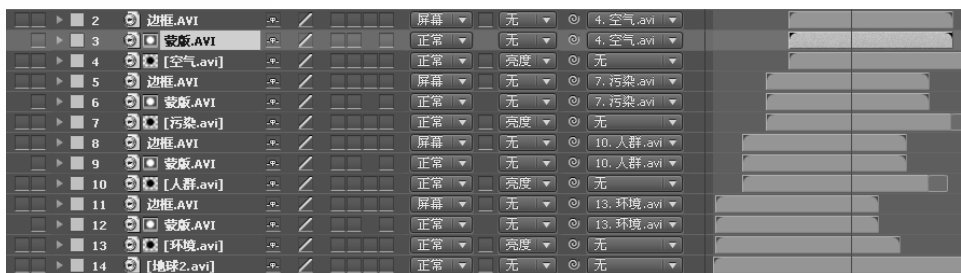 2 边框.AVI 屏幕 无 4. 空气.avi
3 蒙版.AVI 正常 无 4. 空气.avi
4 [空气.avi] 正常 亮度 无
5 边框.AVI 屏幕 无 7. 污染.avi
6 蒙版.AVI 正常 无 7. 污染.avi
7 [污染.avi] 正常 亮度 无
8 边框.AVI 屏幕 无 10. 人群.avi
9 蒙版.AVI 正常 无 10. 人群.avi
10 [人群.avi] 正常 亮度 无
11 边框.AVI 屏幕 无 13. 环境.avi
12 蒙版.AVI 正常 无 13. 环境.avi
13 [环境.avi] 正常 亮度 无
14 [地球2.avi] 正常 无 无